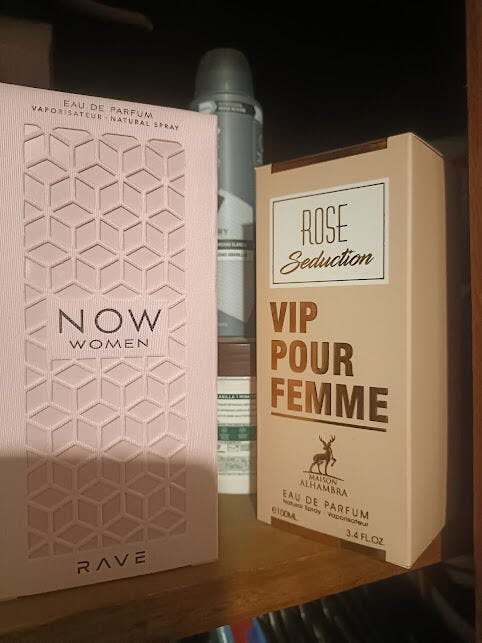 EAU DE PARFUM
VAPORISATEUR · NATURAL SPRAY
NOW
WOMEN
RAVE
ROSE
Seduction
VIP
POUR
FEMME
MAISON
ALHAMBRA
EAU DE PARFUM
Natural Spray · Vaporisateur
e100ML
3.4 FL.OZ